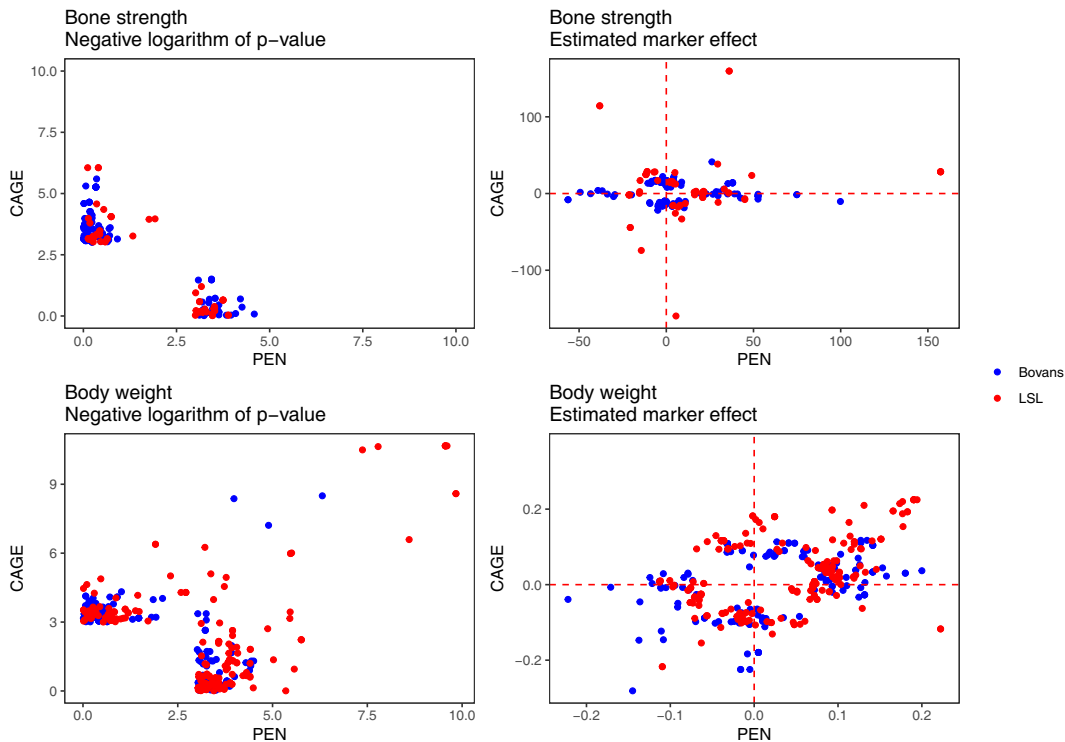 Bone strength
Negative logarithm of p−value
10.0
7.5
5.0
2.5
0.0
CAGE
0.0 2.5 5.0 7.5 10.0
PEN
Bone strength
Estimated marker effect
100
0
−100
CAGE
−50 0 50 100 150
PEN
Bovans
LSL
Body weight
Negative logarithm of p−value
9
6
3
0
CAGE
0.0 2.5 5.0 7.5 10.0
PEN
Body weight
Estimated marker effect
0.2
0.0
−0.2
CAGE
−0.2 −0.1 0.0 0.1 0.2
PEN